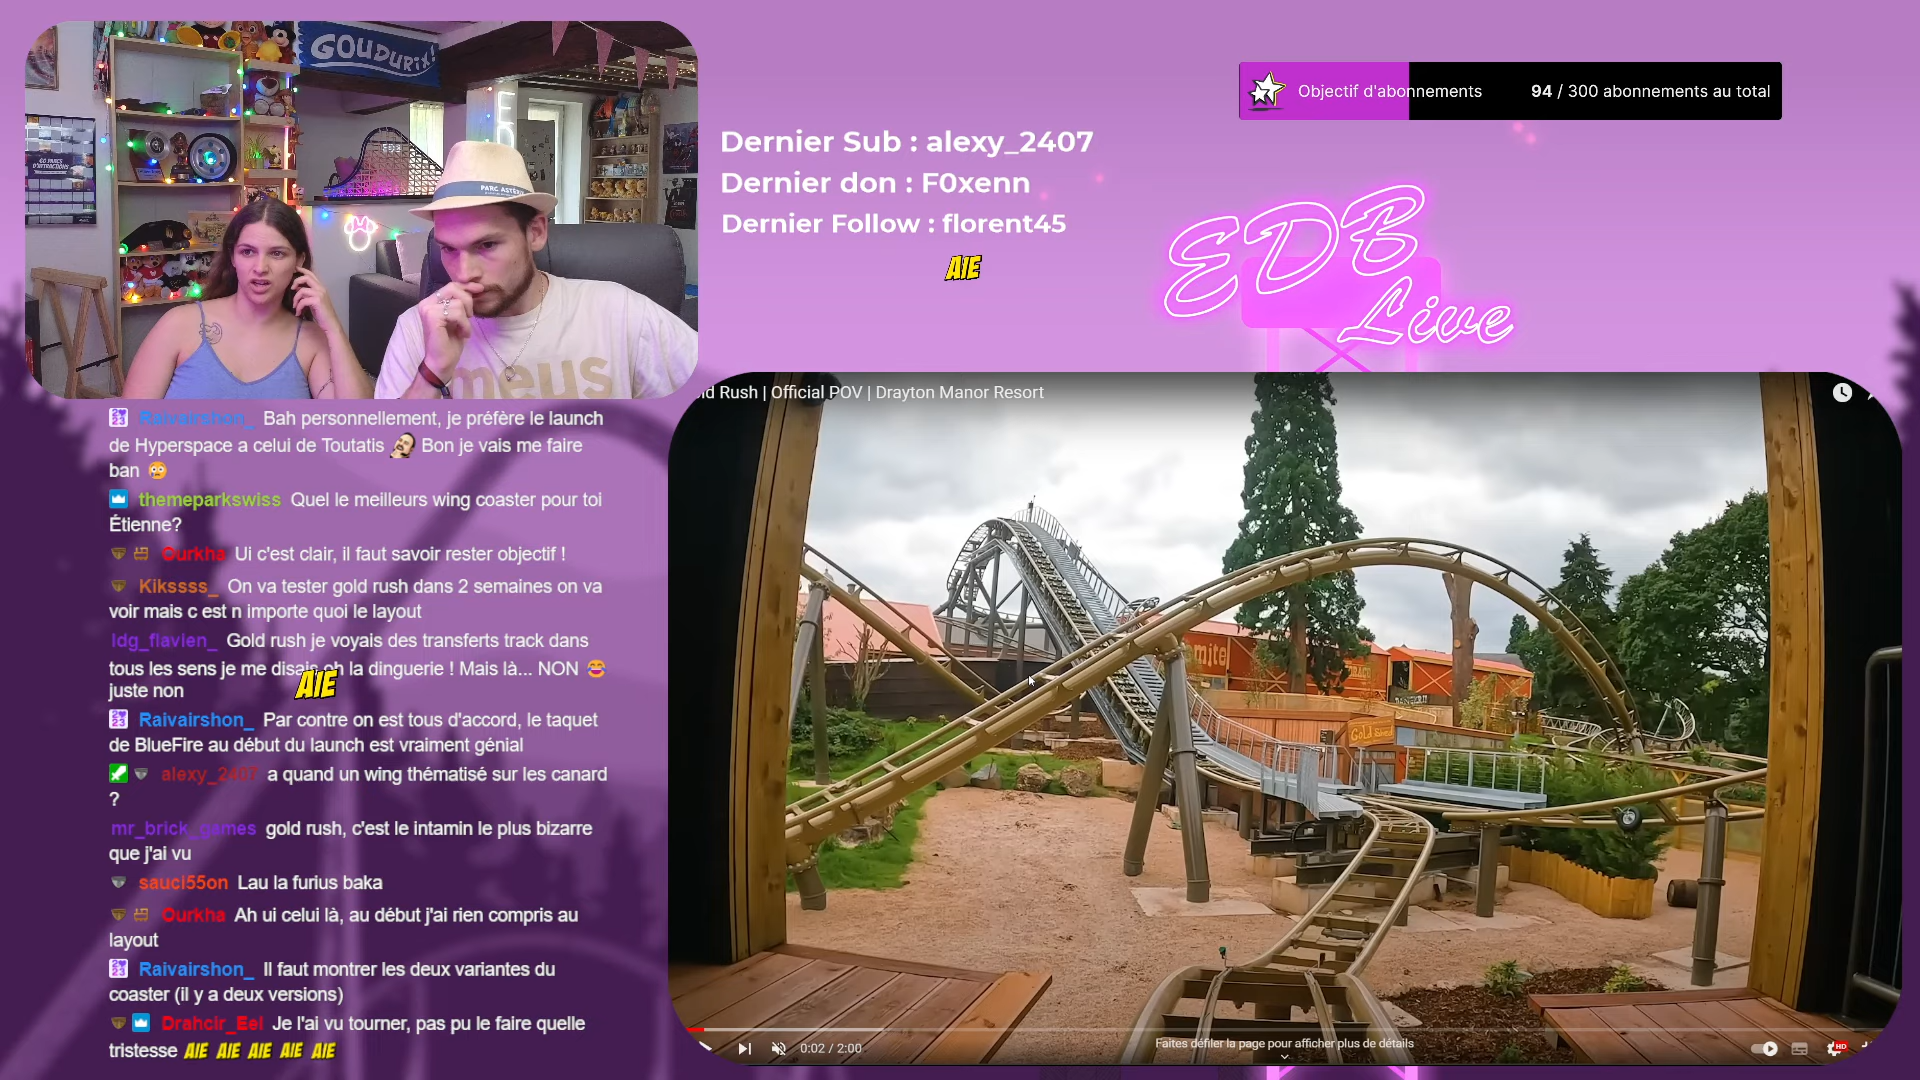 GOUDURIX!
EDB
PARC ASTÉRIX
meus
Objectif d'abonnements
94 / 300 abonnements au total
Dernier Sub : alexy_2407
Dernier don : F0xenn
Dernier Follow : florent45
AIE
EDB
Live
ld Rush | Official POV | Drayton Manor Resort
Raivairshon_ Bah personnellement, je préfère le launch
de Hyperspace a celui de Toutatis Bon je vais me faire
ban
themeparkswiss Quel le meilleurs wing coaster pour toi
Étienne?
Ourkha Ui c'est clair, il faut savoir rester objectif !
Kikssss_ On va tester gold rush dans 2 semaines on va
voir mais c est n importe quoi le layout
ldg_flavien_ Gold rush je voyais des transferts track dans
tous les sens je me disais oh la dinguerie ! Mais là... NON
juste non
AIE
Raivairshon_ Par contre on est tous d'accord, le taquet
de BlueFire au début du launch est vraiment génial
alexy_2407 a quand un wing thématisé sur les canard
?
mr_brick_games gold rush, c'est le intamin le plus bizarre
que j'ai vu
sauci55on Lau la furius baka
Ourkha Ah ui celui là, au début j'ai rien compris au
layout
Raivairshon_ Il faut montrer les deux variantes du
coaster (il y a deux versions)
Drahcir_Eel Je l'ai vu tourner, pas pu le faire quelle
tristesse AIE AIE AIE AIE AIE
Gold Rush
0:02 / 2:00
Faites défiler la page pour afficher plus de détails
HD